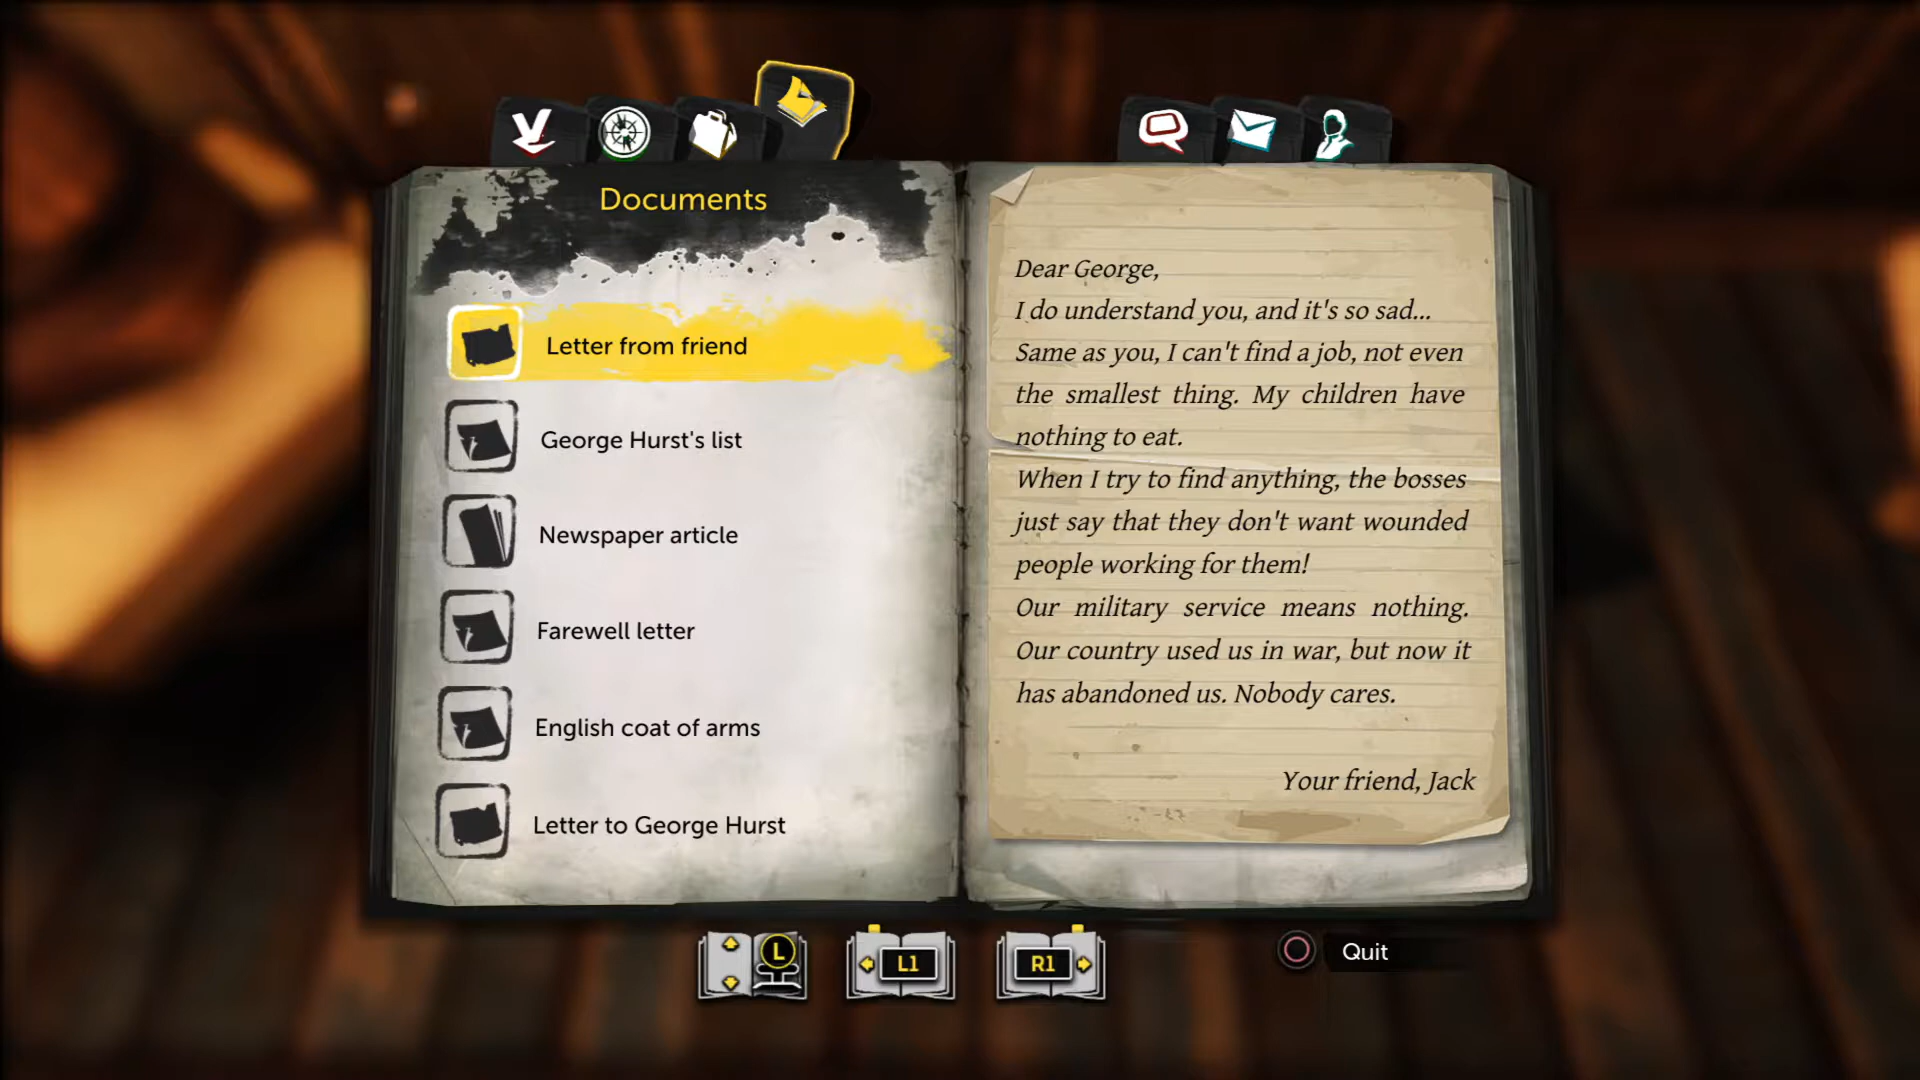 Documents
Letter from friend
George Hurst's list
Newspaper article
Farewell letter
English coat of arms
Letter to George Hurst
Dear George,
I do understand you, and it's so sad...
Same as you, I can't find a job, not even
the smallest thing. My children have
nothing to eat.
When I try to find anything, the bosses
just say that they don't want wounded
people working for them!
Our military service means nothing.
Our country used us in war, but now it
has abandoned us. Nobody cares.
Your friend, Jack
L
L1
R1
Quit